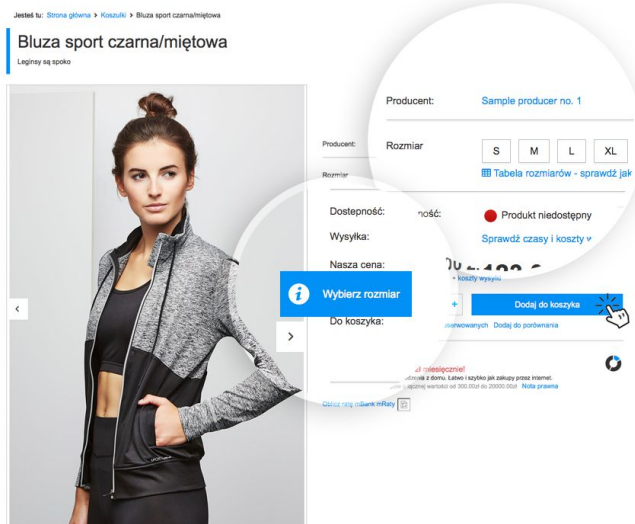 Jesteś tu: Strona główna > Koszulki > Bluza sport czarna/miętowa
Bluza sport czarna/miętowa
Leginsy są spoko
Producent:
Producent: Sample producer no. 1
Rozmiar
Rozmiar S M L XL
Tabela rozmiarów - sprawdź jak
Dostępność:
ność: Produkt niedostępny
Wysyłka: Sprawdź czasy i koszty
Nasza cena:
+ koszty wysyłki
Wybierz rozmiar
+ Dodaj do koszyka
Do koszyka:
Dodaj do porównania
miesięcznie!
z domu. Łatwo i szybko jak zakupy przez internet.
wartości od 300.00zł do 20000.00zł Nota prawna
Oblicz ratę mBank mRaty